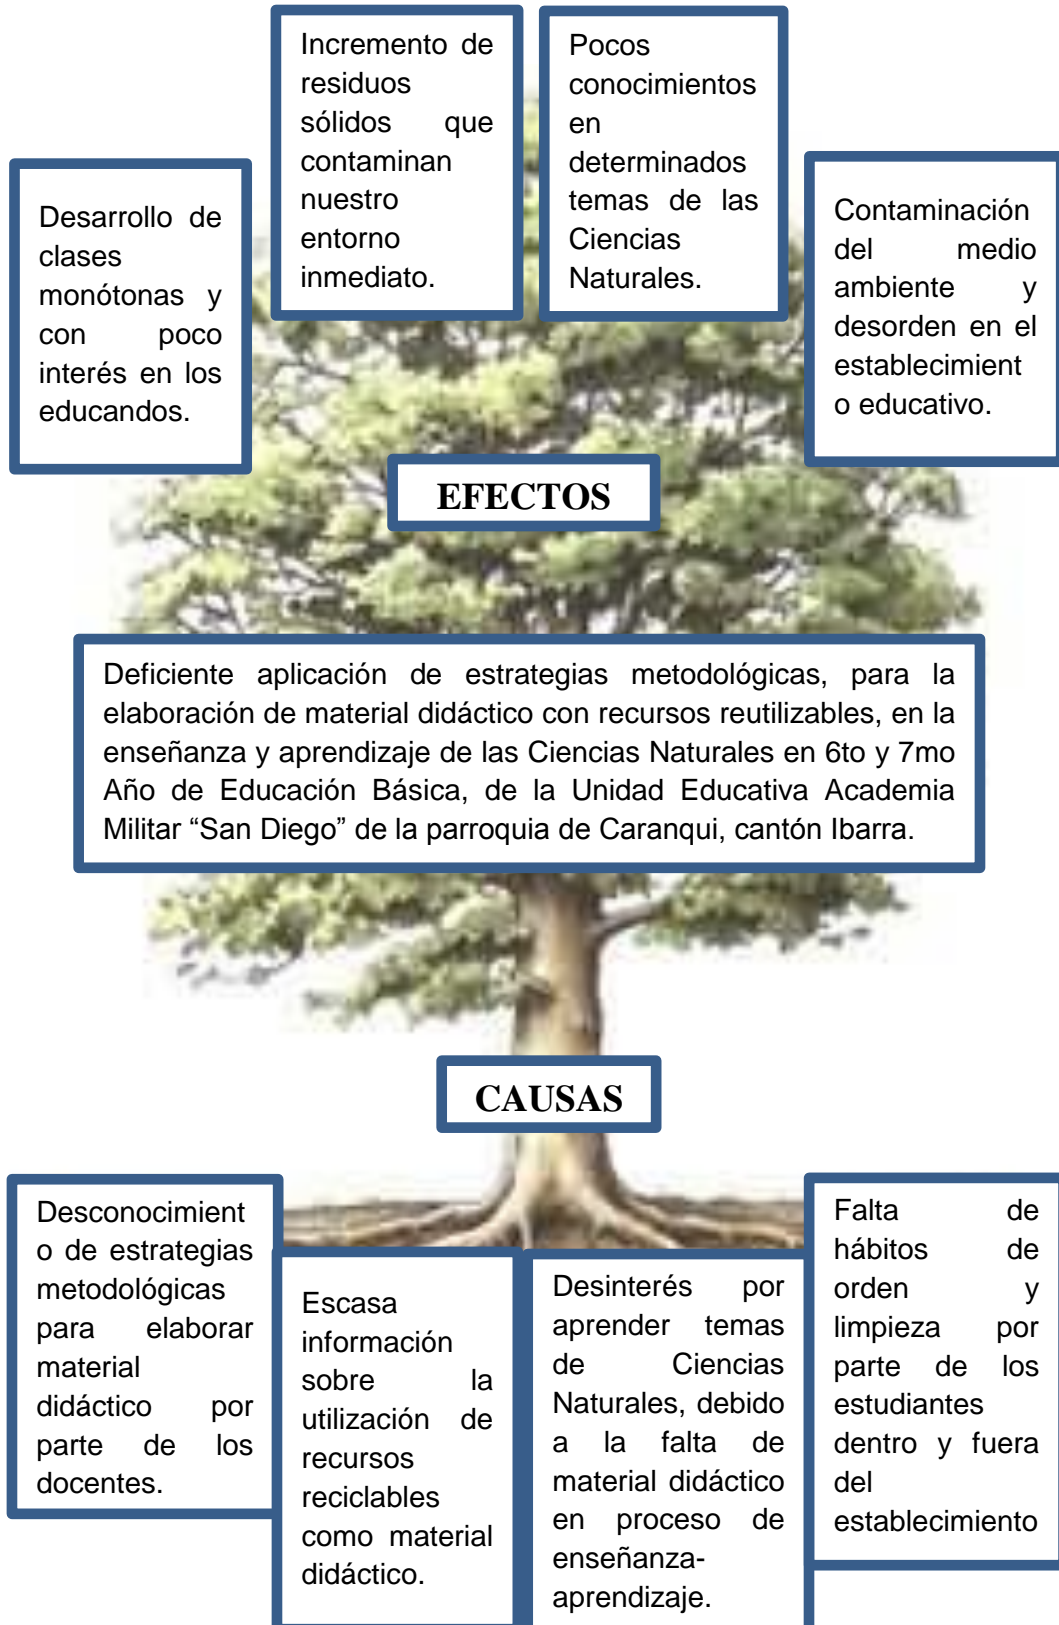 Incremento de
residuos
sólidos que
contaminan
nuestro
entorno
inmediato.
Pocos
conocimientos
en
determinados
temas de las
Ciencias
Naturales.
Desarrollo de
clases
monótonas y
con poco
interés en los
educandos.
Contaminación
del medio
ambiente y
desorden en el
establecimient
o educativo.
EFECTOS
Deficiente aplicación de estrategias metodológicas, para la
elaboración de material didáctico con recursos reutilizables, en la
enseñanza y aprendizaje de las Ciencias Naturales en 6to y 7mo
Año de Educación Básica, de la Unidad Educativa Academia
Militar “San Diego” de la parroquia de Caranqui, cantón Ibarra.
CAUSAS
Desconocimient
o de estrategias
metodológicas
para elaborar
material
didáctico por
parte de los
docentes.
Escasa
información
sobre la
utilización de
recursos
reciclables
como material
didáctico.
Desinterés por
aprender temas
de Ciencias
Naturales, debido
a la falta de
material didáctico
en proceso de
enseñanza-
aprendizaje.
Falta de
hábitos de
orden y
limpieza por
parte de los
estudiantes
dentro y fuera
del
establecimiento